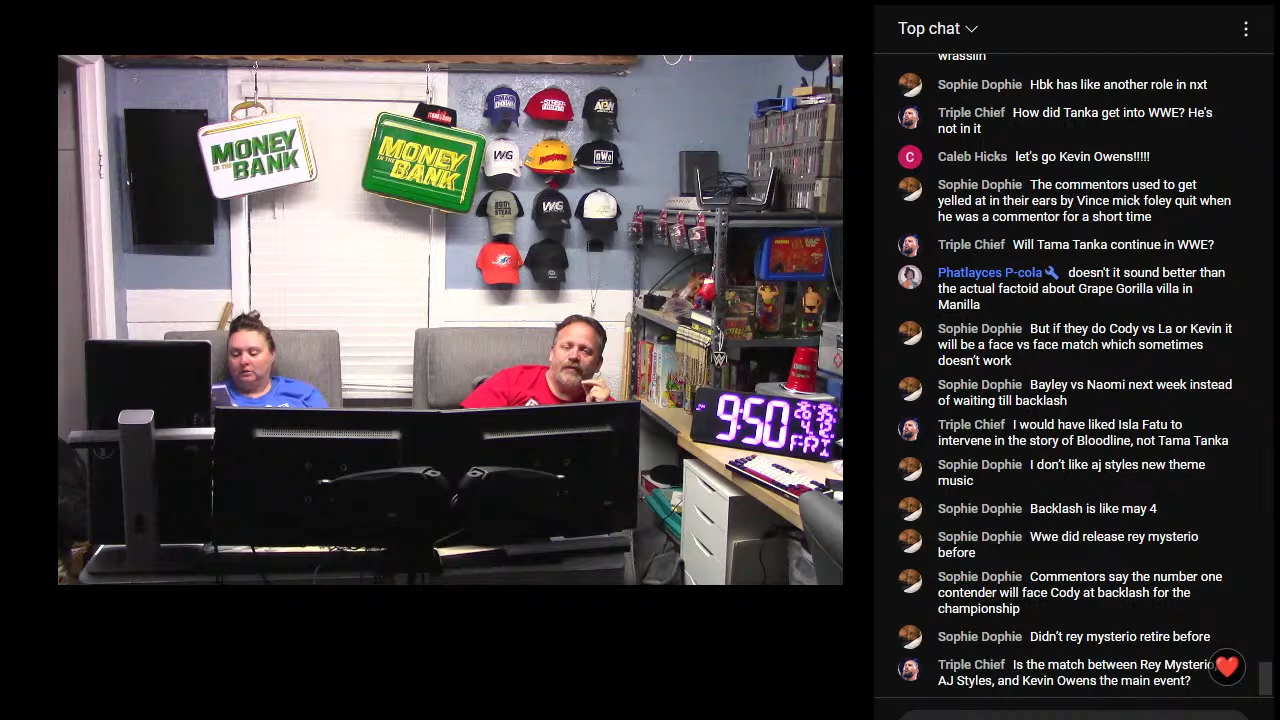 Top chat
wrasslin
Sophie Dophie Hbk has like another role in nxt
Triple Chief How did Tanka get into WWE? He's
not in it
C
Caleb Hicks let's go Kevin Owens!!!!!
Sophie Dophie The commentors used to get
yelled at in their ears by Vince mick foley quit when
he was a commentor for a short time
Triple Chief Will Tama Tanka continue in WWE?
Phatlayces P-cola doesn't it sound better than
the actual factoid about Grape Gorilla villa in
Manilla
Sophie Dophie But if they do Cody vs La or Kevin it
will be a face vs face match which sometimes
doesn't work
Sophie Dophie Bayley vs Naomi next week instead
of waiting till backlash
Triple Chief I would have liked Isla Fatu to
intervene in the story of Bloodline, not Tama Tanka
Sophie Dophie I don't like aj styles new theme
music
Sophie Dophie Backlash is like may 4
Sophie Dophie Wwe did release rey mysterio
before
Sophie Dophie Commentors say the number one
contender will face Cody at backlash for the
championship
Sophie Dophie Didn't rey mysterio retire before
Triple Chief Is the match between Rey Mysterio,
AJ Styles, and Kevin Owens the main event?
MONEY
IN THE
BANK
MONEY
IN THE
BANK
nWo
9:50
FRI